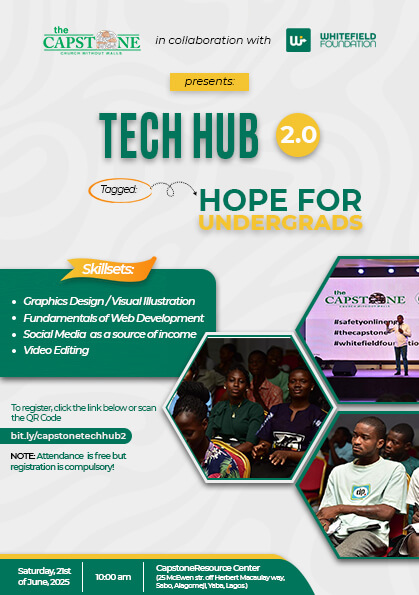 the
CAPSTONE
CHURCH WITHOUT WALLS
in collaboration with
W+
WHITEFIELD
FOUNDATION
presents:
TECH HUB 2.0
Tagged:
HOPE FOR
UNDERGRADS
Skillsets:
• Graphics Design / Visual Illustration
• Fundamentals of Web Development
• Social Media as a source of income
• Video Editing
the
CAPSTONE
CHURCH WITHOUT WALLS
#safetyonline
#thecapstone
#whitefieldfoundation
To register, click the link below or scan
the QR Code
bit.ly/capstonetechhub2
NOTE: Attendance is free but
registration is compulsory!
Saturday, 21st
of June, 2025
10:00 am
CapstoneResource Center
(25 McEwen str. off Herbert Macaulay way,
Sabo, Alagomeji, Yaba, Lagos.)